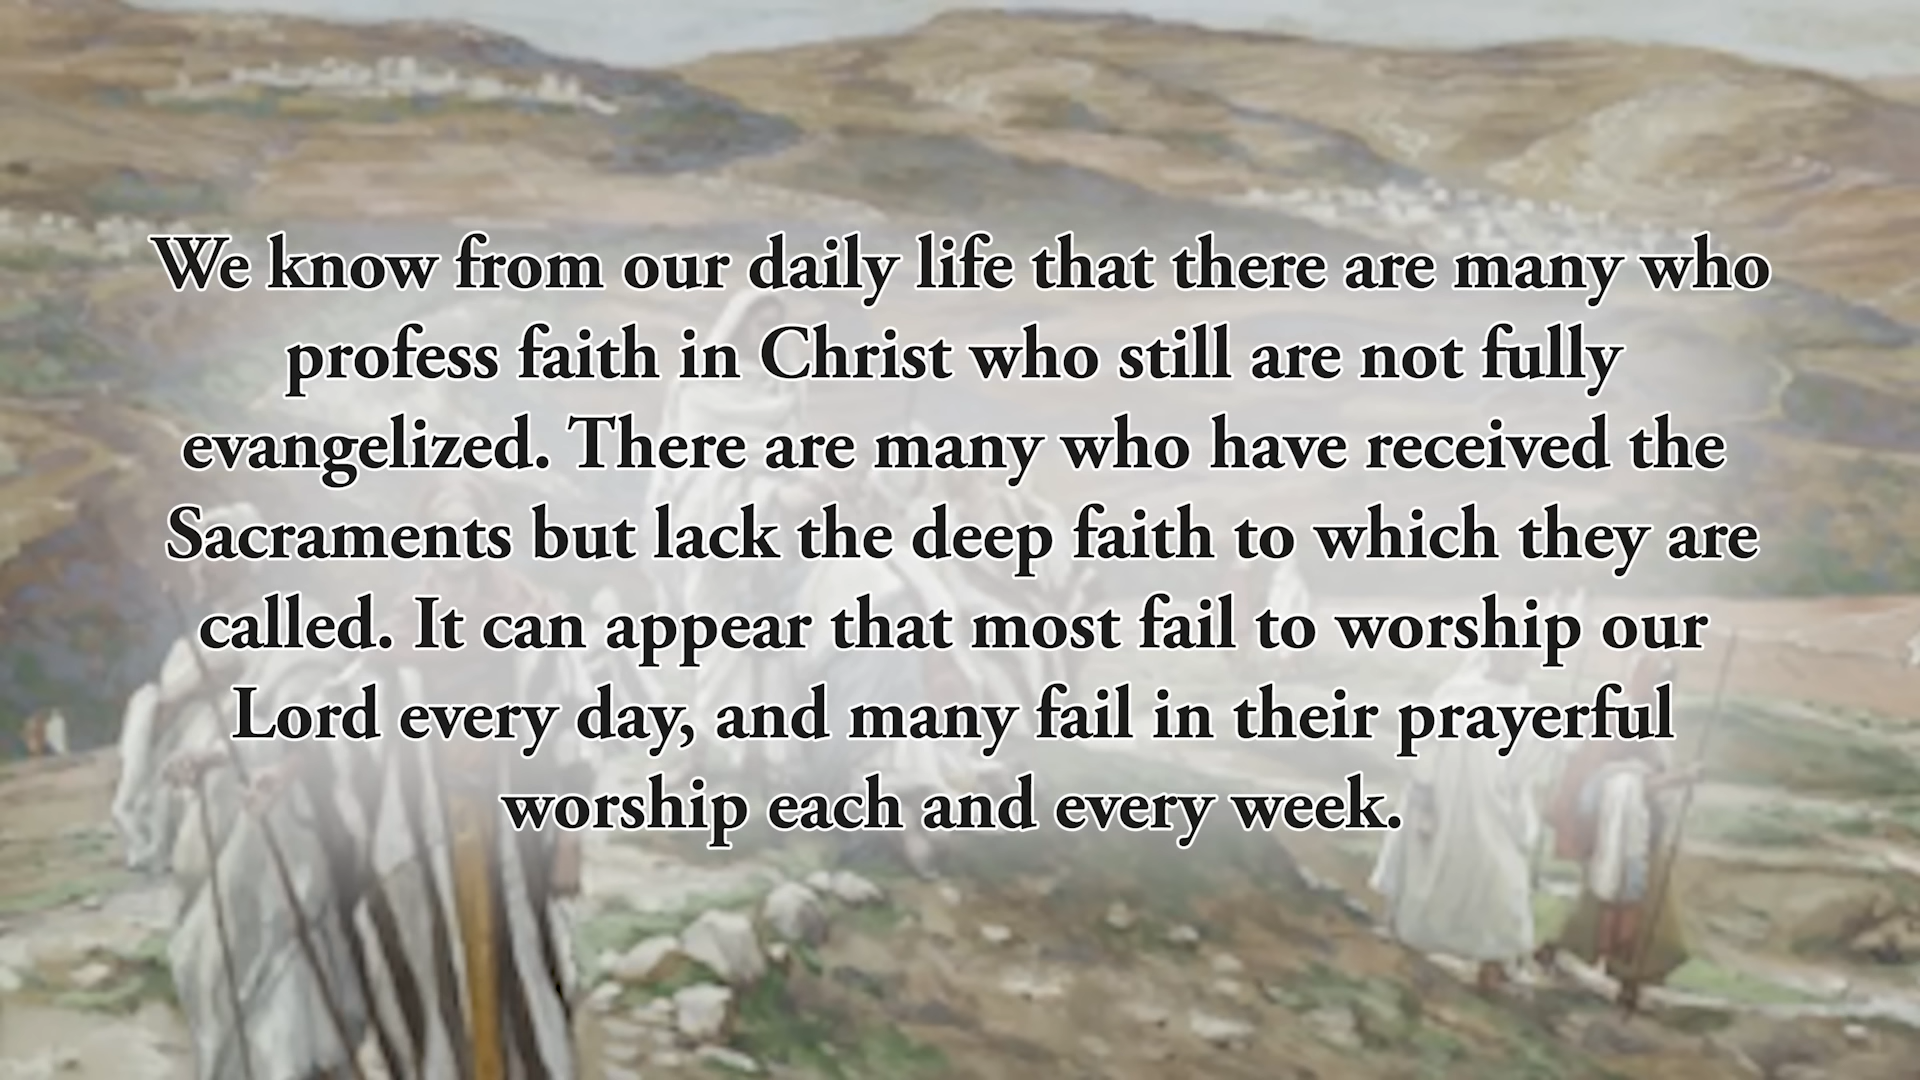 We know from our daily life that there are many who
profess faith in Christ who still are not fully
evangelized. There are many who have received the
Sacraments but lack the deep faith to which they are
called. It can appear that most fail to worship our
Lord every day, and many fail in their prayerful
worship each and every week.